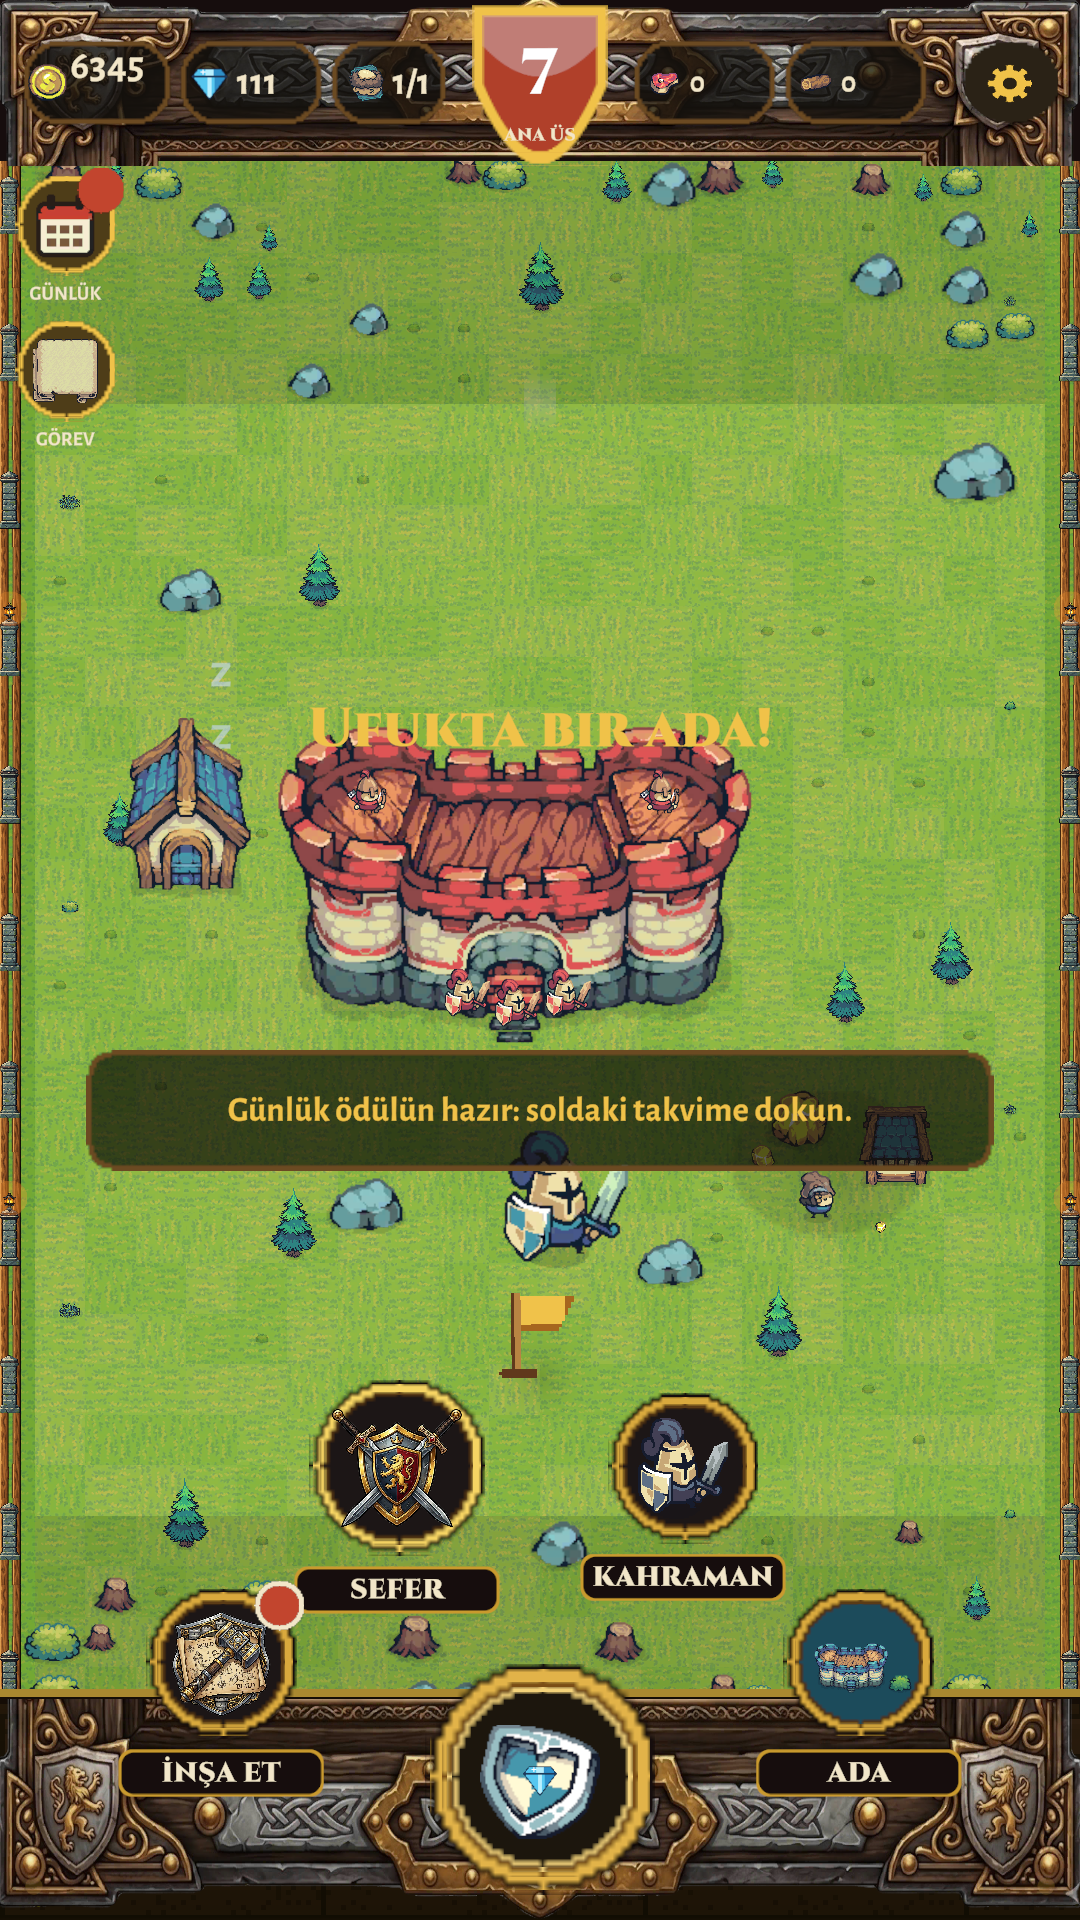 6345
111
1/1
7
ANA ÜS
0
0
GÜNLÜK
GÖREV
Z
Z
UFUKTA BIR ADA!
Günlük ödülün hazır: soldaki takvime dokun.
SEFER
KAHRAMAN
İNŞA ET
ADA